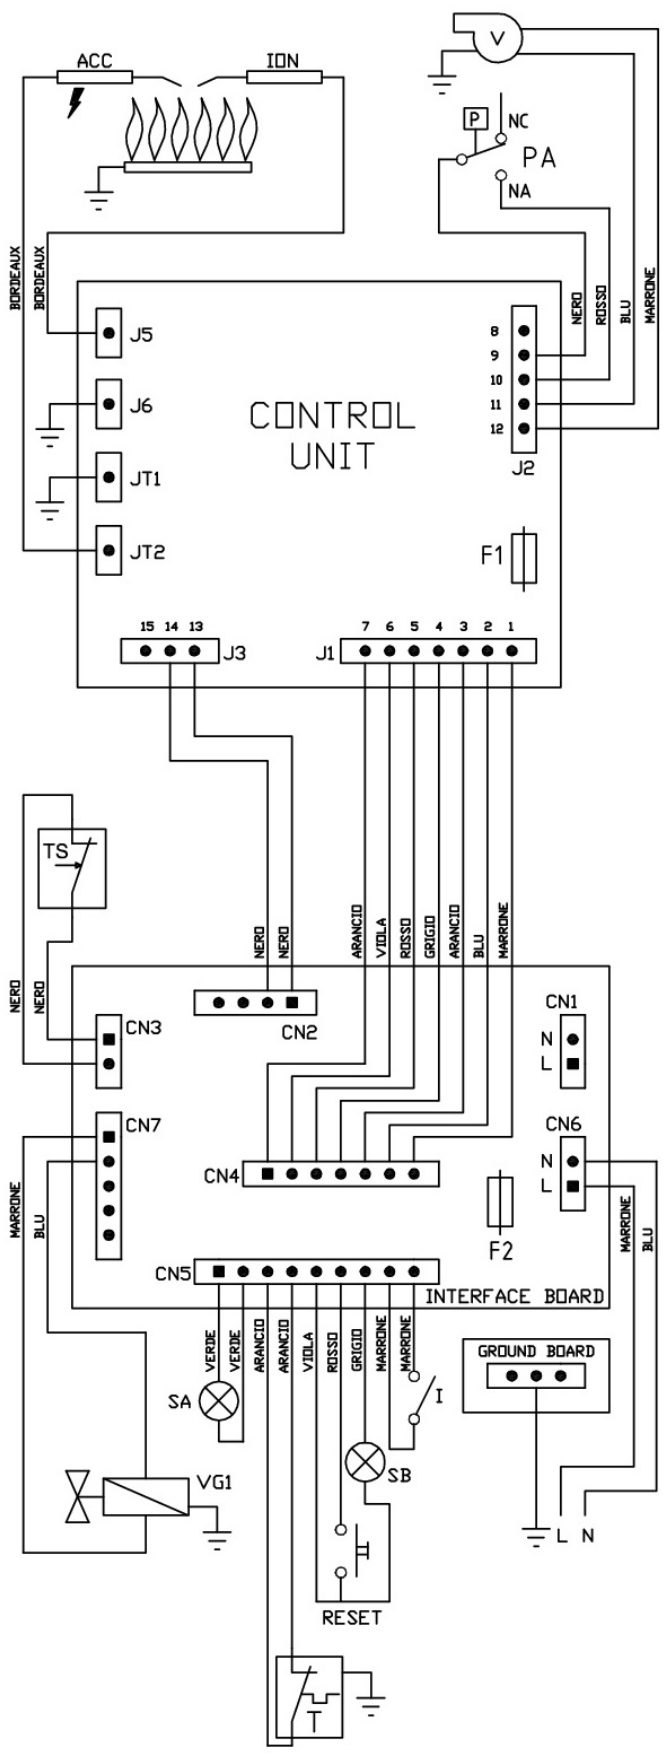 ACC
ION
V
P
NC
PA
NA
BORDEAUX
BORDEAUX
NERO
ROSSO
BLU
MARRONE
J5
J6
JT1
JT2
CONTROL
UNIT
8
9
10
11
12
J2
F1
15 14 13
J3
7 6 5 4 3 2 1
J1
TS
NERO
NERO
NERO
NERO
ARANCIO
VIOLA
ROSSO
GRIGIO
ARANCIO
BLU
MARRONE
CN3
CN2
CN1
N
L
CN7
CN4
CN6
N
L
F2
MARRONE
BLU
MARRONE
BLU
CN5
INTERFACE BOARD
VERDE
VERDE
ARANCIO
ARANCIO
VIOLA
ROSSO
GRIGIO
MARRONE
MARRONE
GROUND BOARD
SA
I
SB
VG1
L N
RESET
T